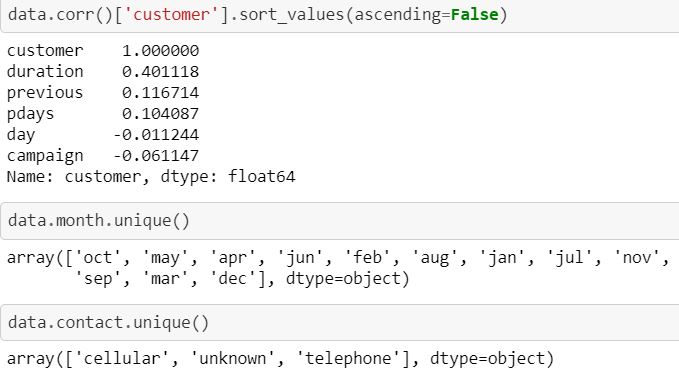 data.corr()['customer'].sort_values(ascending=False)
customer    1.000000
duration    0.401118
previous    0.116714
pdays       0.104087
day        -0.011244
campaign   -0.061147
Name: customer, dtype: float64
data.month.unique()
array(['oct', 'may', 'apr', 'jun', 'feb', 'aug', 'jan', 'jul', 'nov',
       'sep', 'mar', 'dec'], dtype=object)
data.contact.unique()
array(['cellular', 'unknown', 'telephone'], dtype=object)